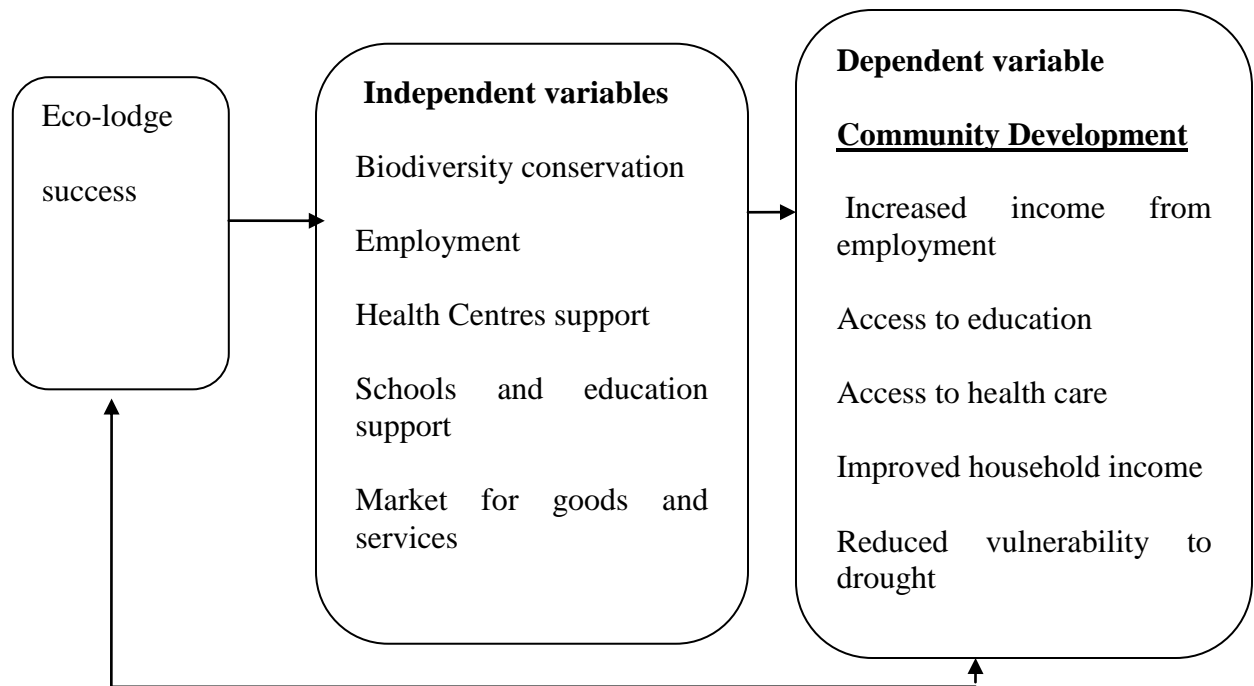 Eco-lodge
success
Independent variables
Biodiversity conservation
Employment
Health Centres support
Schools and education
support
Market for goods and
services
Dependent variable
Community Development
Increased income from
employment
Access to education
Access to health care
Improved household income
Reduced vulnerability to
drought